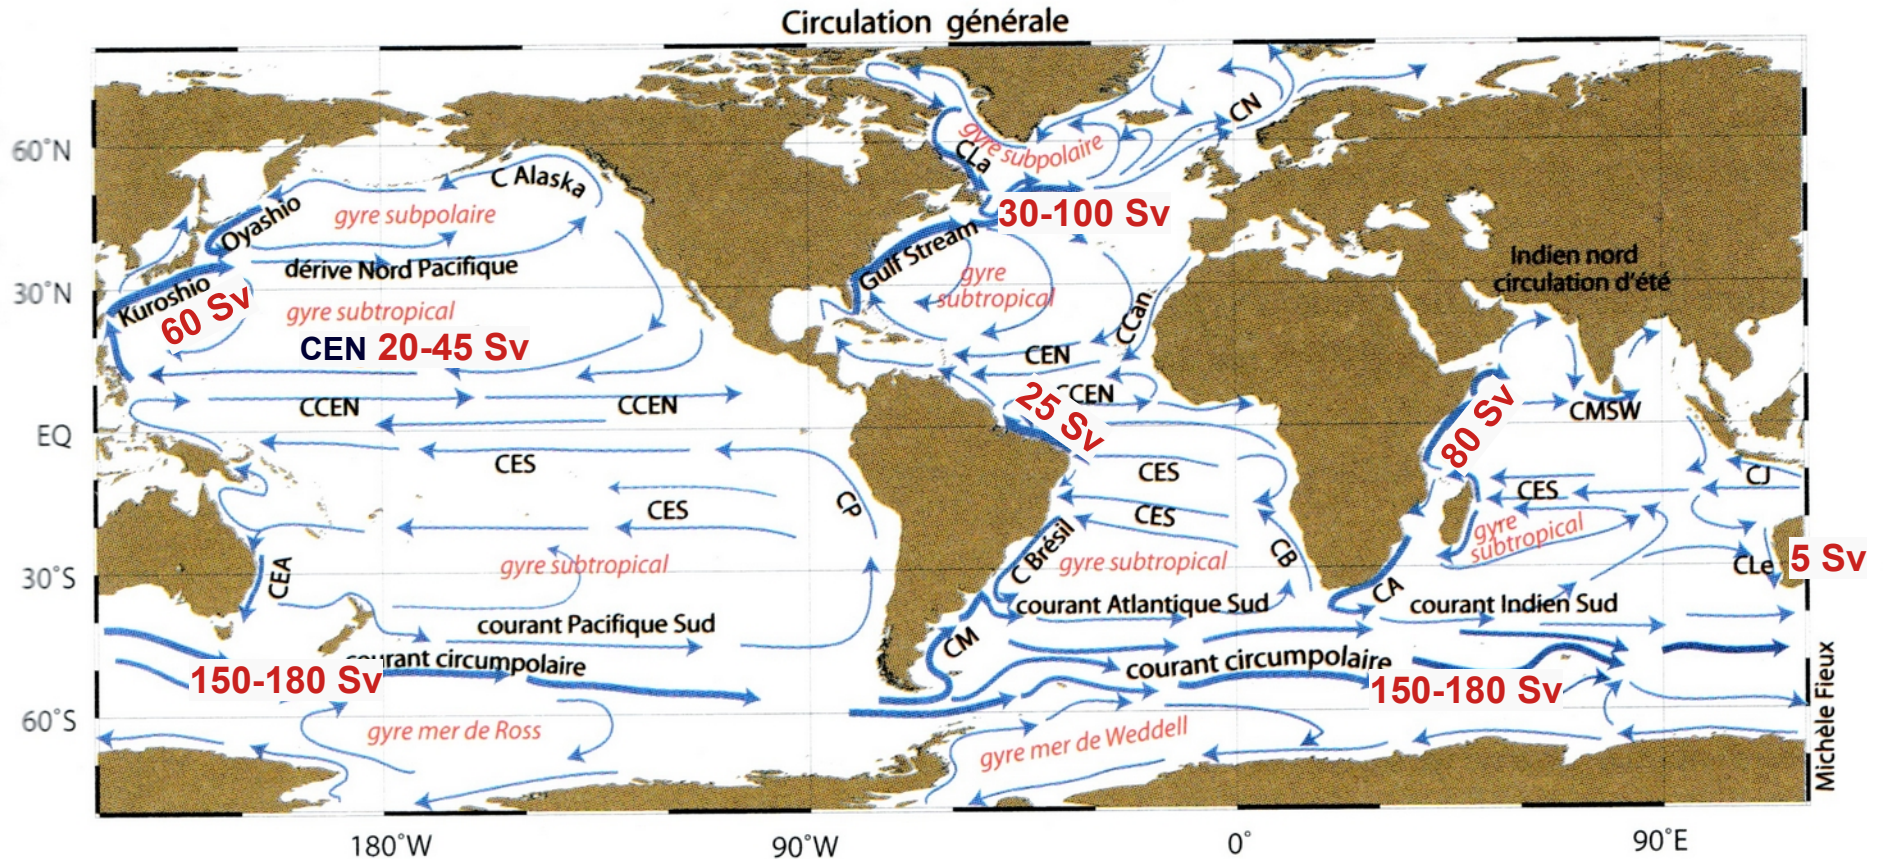 Circulation générale
60°N
30°N
EQ
30°S
60°S
180°W
90°W
0°
90°E
C Alaska
gyre subpolaire
Oyashio
dérive Nord Pacifique
Kuroshio
60 Sv
gyre subtropical
CEN 20-45 Sv
CCEN
CCEN
CES
CES
CP
gyre subtropical
CEA
courant Pacifique Sud
150-180 Sv
courant circumpolaire
gyre mer de Ross
CN
gyre subpolaire
CLa
30-100 Sv
Gulf Stream
gyre
subtropical
CCan
CEN
CCEN
25 Sv
CES
CES
C Brésil
gyre subtropical
CB
courant Atlantique Sud
CM
courant circumpolaire
150-180 Sv
gyre mer de Weddell
Indien nord
circulation d'été
80 Sv
CMSW
CJ
CES
gyre
subtropical
CLe
5 Sv
CA
courant Indien Sud
Michèle Fieux